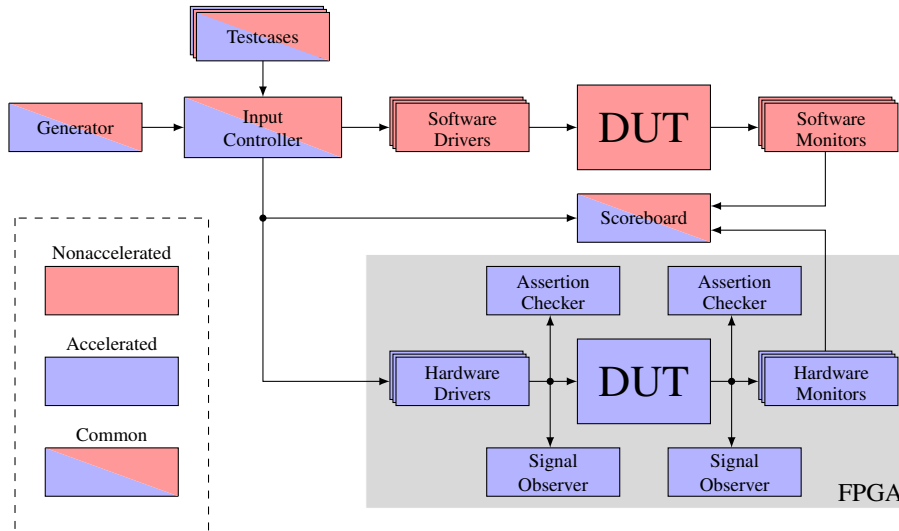 Testcases
Generator
Input
Controller
Software
Drivers
DUT
Software
Monitors
Scoreboard
Nonaccelerated
Accelerated
Common
Assertion
Checker
Assertion
Checker
Hardware
Drivers
DUT
Hardware
Monitors
Signal
Observer
Signal
Observer
FPGA